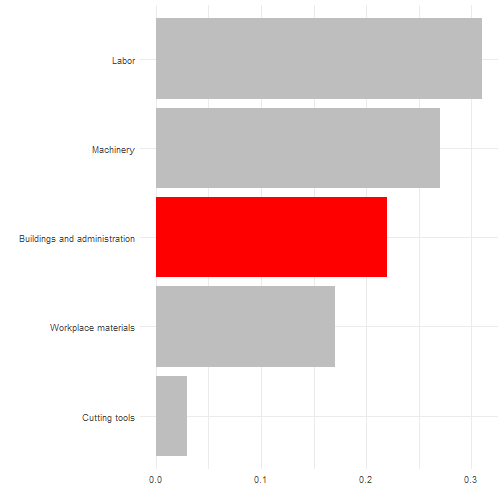 Labor
Machinery
Buildings and administration
Workplace materials
Cutting tools
0.0 0.1 0.2 0.3